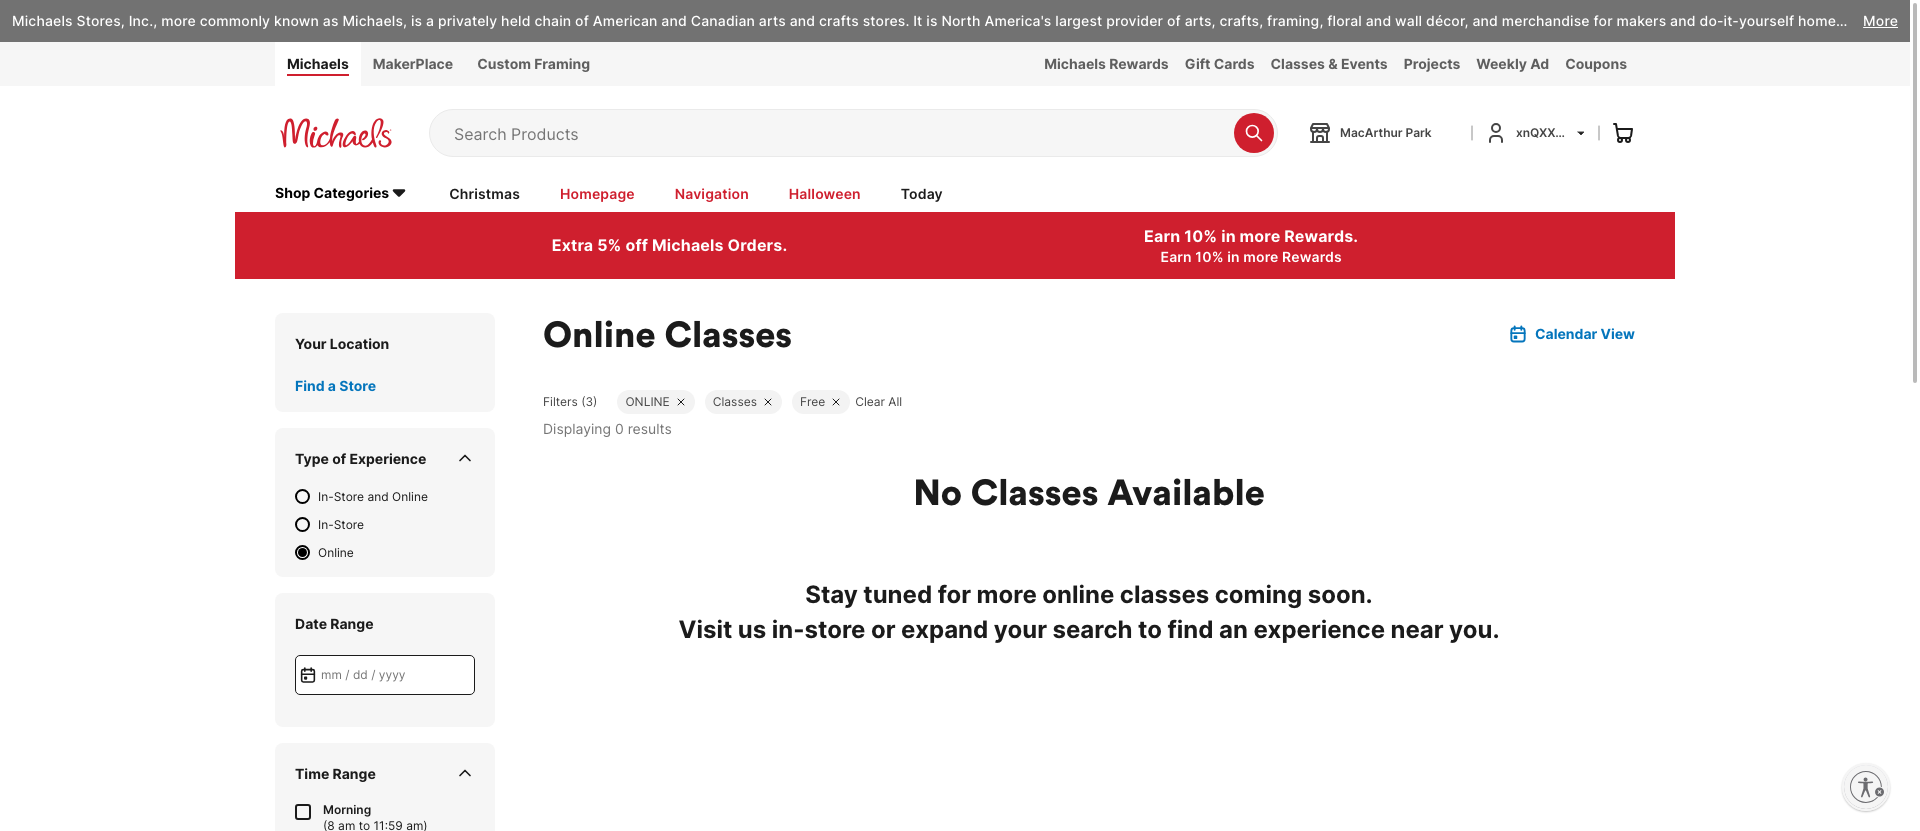 Michaels Stores, Inc., more commonly known as Michaels, is a privately held chain of American and Canadian arts and crafts stores. It is North America's largest provider of arts, crafts, framing, floral and wall décor, and merchandise for makers and do-it-yourself home... More
Michaels MakerPlace Custom Framing Michaels Rewards Gift Cards Classes & Events Projects Weekly Ad Coupons
Michaels Search Products MacArthur Park xnQXX...
Shop Categories Christmas Homepage Navigation Halloween Today
Extra 5% off Michaels Orders.
Earn 10% in more Rewards.
Earn 10% in more Rewards
Your Location
Find a Store
Type of Experience
In-Store and Online
In-Store
Online
Date Range
mm / dd / yyyy
Time Range
Morning
(8 am to 11:59 am)
Online Classes
Calendar View
Filters (3) ONLINE Classes Free Clear All
Displaying 0 results
No Classes Available
Stay tuned for more online classes coming soon.
Visit us in-store or expand your search to find an experience near you.